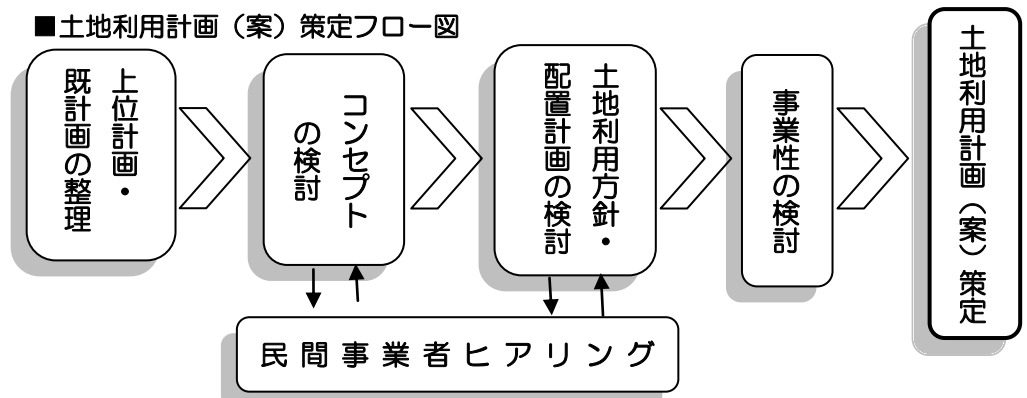 ■土地利用計画（案）策定フロー図
上位計画・
既計画の整理
コンセプト
の検討
土地利用方針・
配置計画の検討
事業性の検討
土地利用計画（案）策定
民間事業者ヒアリング